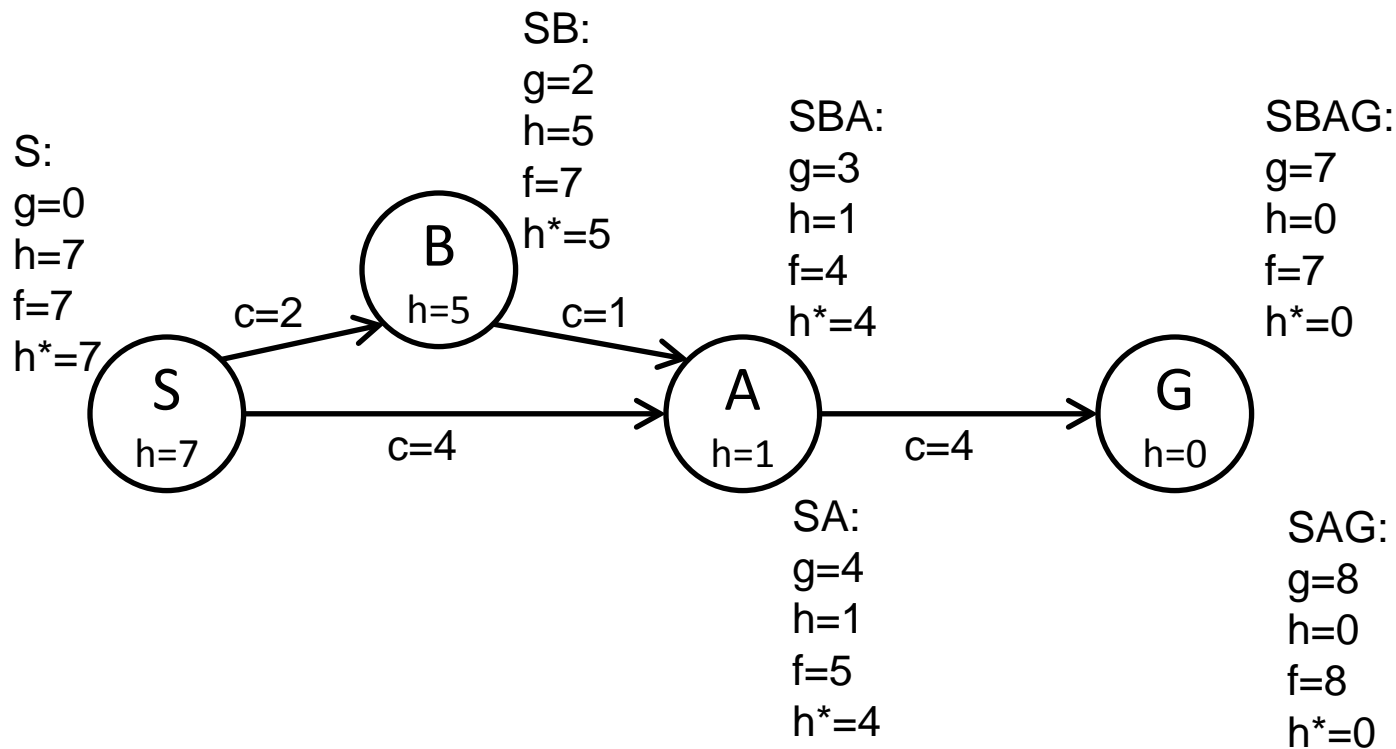 SB:
g=2
h=5
f=7
h*=5
S:
g=0
h=7
f=7
h*=7
SBA:
g=3
h=1
f=4
h*=4
SBAG:
g=7
h=0
f=7
h*=0
B
h=5
c=2
c=1
S
h=7
c=4
A
h=1
c=4
G
h=0
SA:
g=4
h=1
f=5
h*=4
SAG:
g=8
h=0
f=8
h*=0